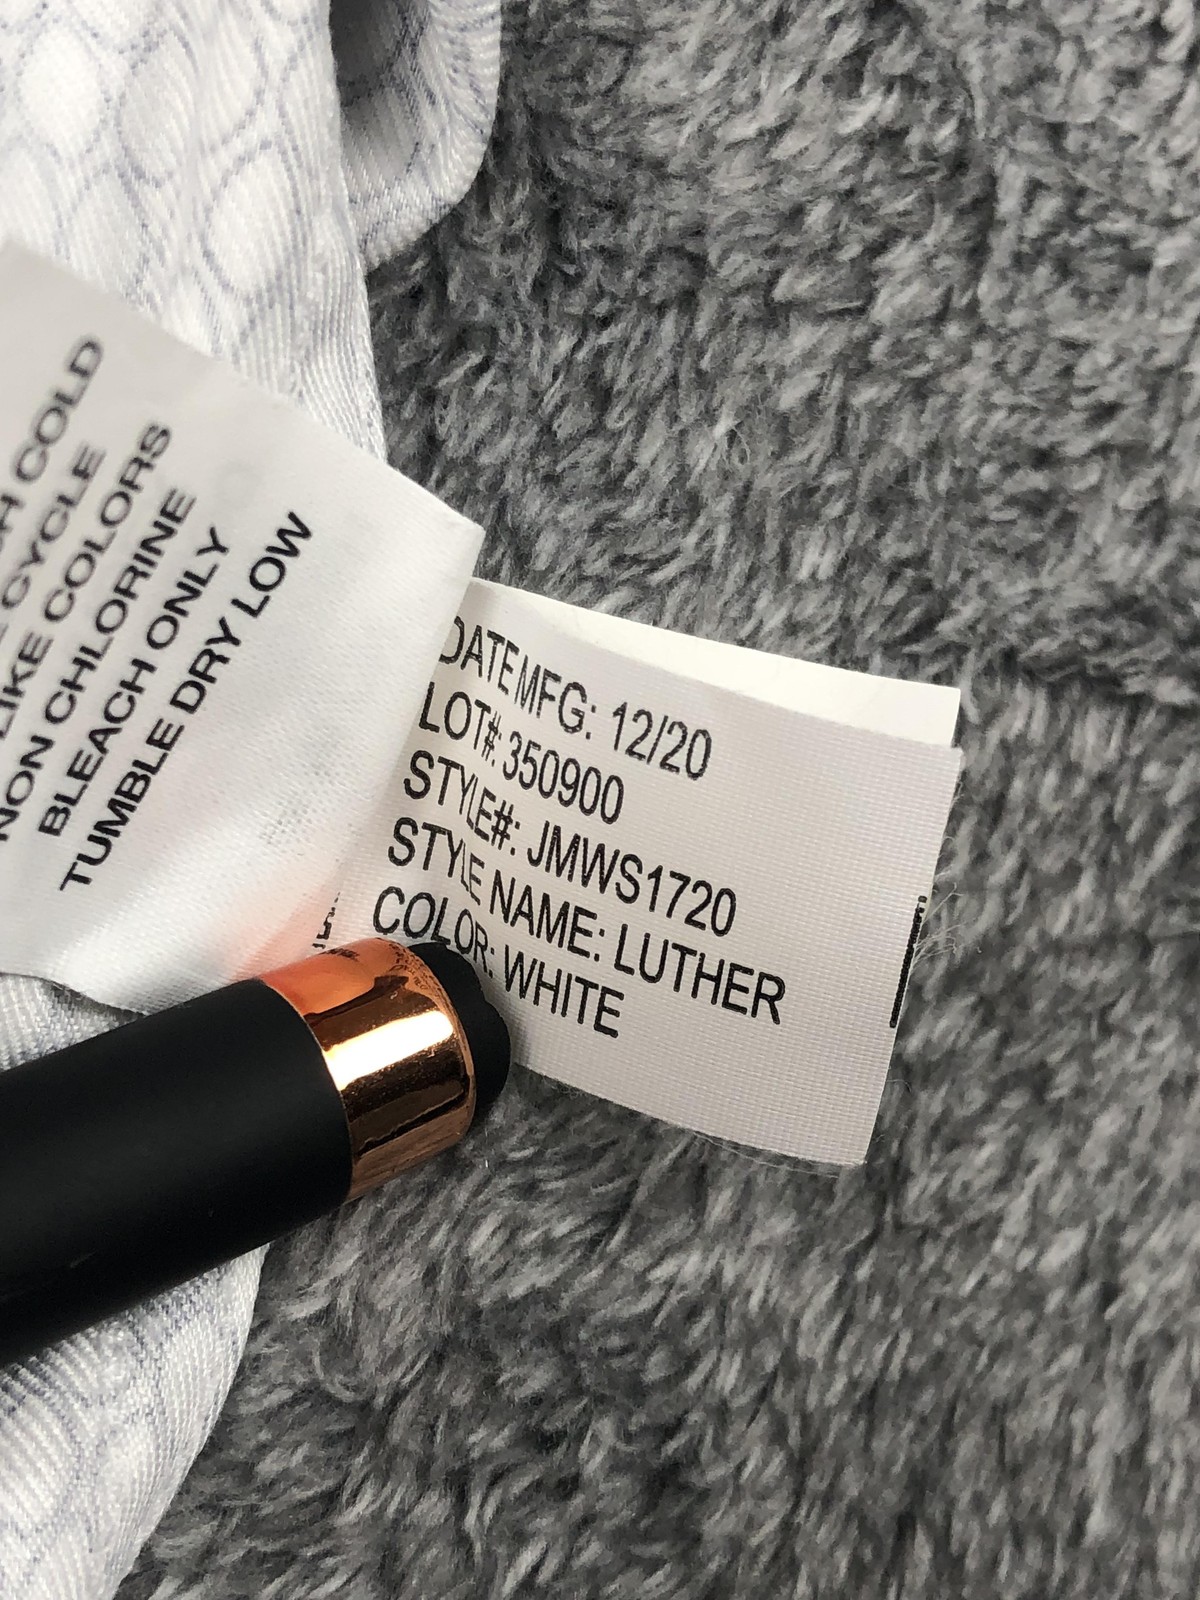 COLD
CYCLE
LIKE COLORS
NON CHLORINE
BLEACH ONLY
TUMBLE DRY LOW
DATE MFG: 12/20
LOT#: 350900
STYLE#: JMWS1720
STYLE NAME: LUTHER
COLOR: WHITE